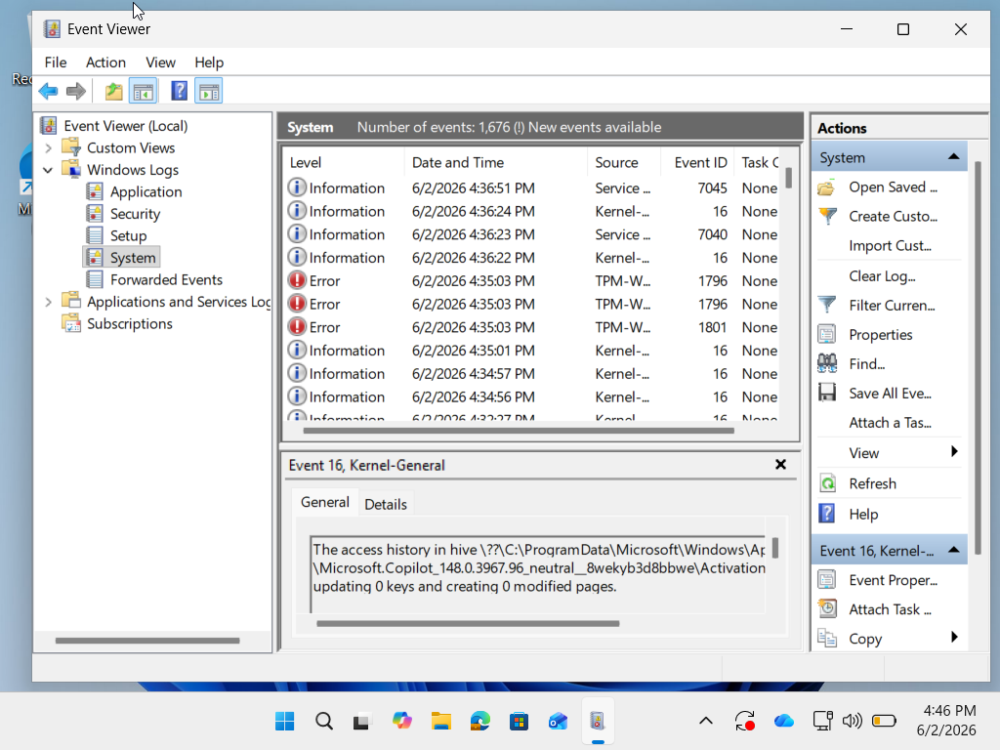 Event Viewer
File Action View Help
Event Viewer (Local)
Custom Views
Windows Logs
Application
Security
Setup
System
Forwarded Events
Applications and Services Log
Subscriptions
System Number of events: 1,676 (!) New events available
Level Date and Time Source Event ID Task C
Information 6/2/2026 4:36:51 PM Service ... 7045 None
Information 6/2/2026 4:36:24 PM Kernel-... 16 None
Information 6/2/2026 4:36:23 PM Service ... 7040 None
Information 6/2/2026 4:36:22 PM Kernel-... 16 None
Error 6/2/2026 4:35:03 PM TPM-W... 1796 None
Error 6/2/2026 4:35:03 PM TPM-W... 1796 None
Error 6/2/2026 4:35:03 PM TPM-W... 1801 None
Information 6/2/2026 4:35:01 PM Kernel-... 16 None
Information 6/2/2026 4:34:57 PM Kernel-... 16 None
Information 6/2/2026 4:34:56 PM Kernel-... 16 None
Information 6/2/2026 4:32:27 PM Kernel-... 16 None
Event 16, Kernel-General
General Details
The access history in hive \??\C:\ProgramData\Microsoft\Windows\Ap
\Microsoft.Copilot_148.0.3967.96_neutral__8wekyb3d8bbwe\Activation
updating 0 keys and creating 0 modified pages.
Actions
System
Open Saved ...
Create Custo...
Import Cust...
Clear Log...
Filter Curren...
Properties
Find...
Save All Eve...
Attach a Tas...
View
Refresh
Help
Event 16, Kernel-...
Event Proper...
Attach Task ...
Copy
4:46 PM
6/2/2026